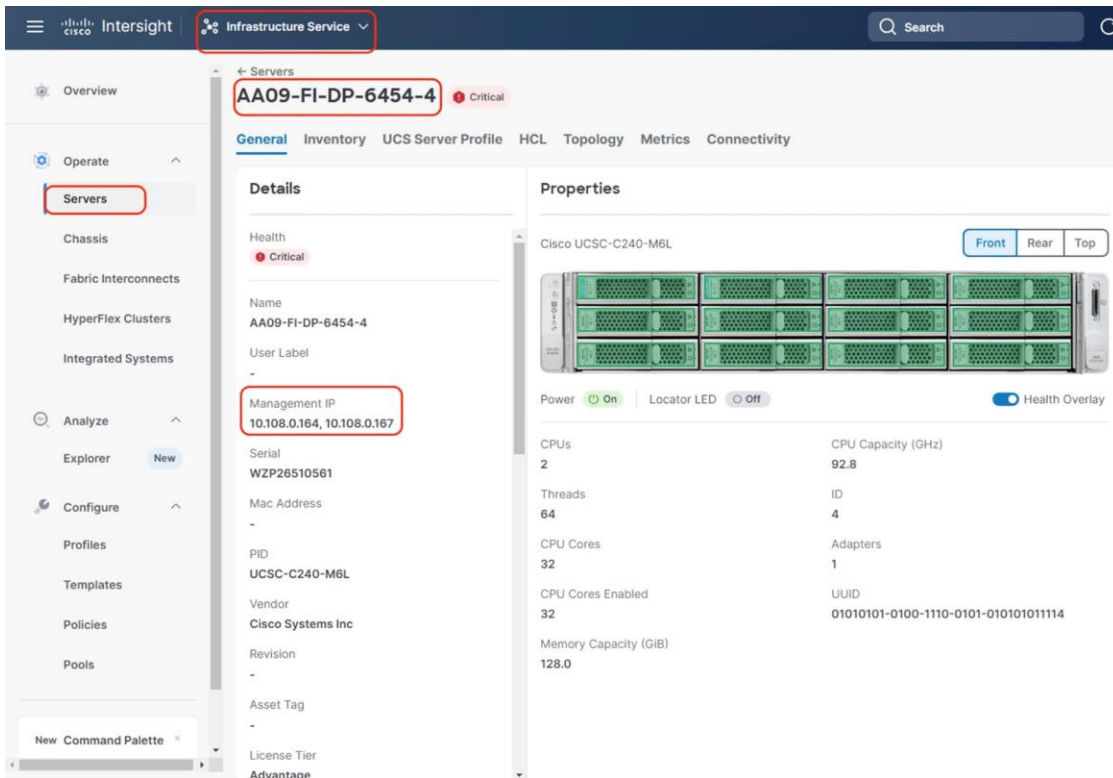 cisco Intersight
Infrastructure Service
Search
Overview
Operate
Servers
Chassis
Fabric Interconnects
HyperFlex Clusters
Integrated Systems
Analyze
Explorer New
Configure
Profiles
Templates
Policies
Pools
New Command Palette ×
← Servers
AA09-FI-DP-6454-4 Critical
General Inventory UCS Server Profile HCL Topology Metrics Connectivity
Details
Health
Critical
Name
AA09-FI-DP-6454-4
User Label
-
Management IP
10.108.0.164, 10.108.0.167
Serial
WZP26510561
Mac Address
-
PID
UCSC-C240-M6L
Vendor
Cisco Systems Inc
Revision
-
Asset Tag
-
License Tier
Advantage
Properties
Cisco UCSC-C240-M6L
Front Rear Top
Power On Locator LED Off Health Overlay
CPUs CPU Capacity (GHz)
2 92.8
Threads ID
64 4
CPU Cores Adapters
32 1
CPU Cores Enabled UUID
32 01010101-0100-1110-0101-010101011114
Memory Capacity (GiB)
128.0